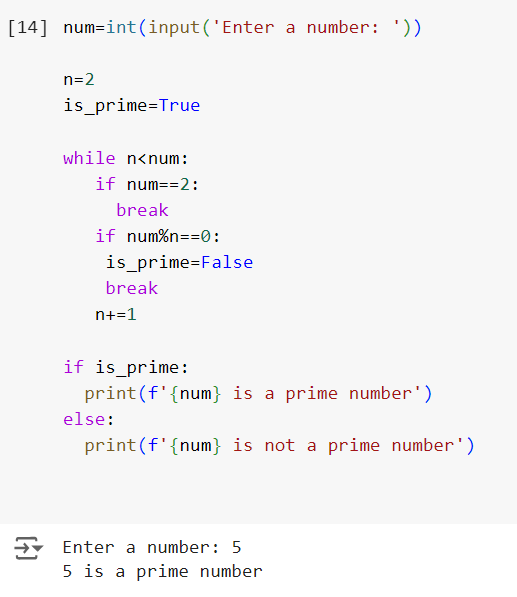 [14] num=int(input('Enter a number: '))
n=2
is_prime=True
while n<num:
if num==2:
break
if num%n==0:
is_prime=False
break
n+=1
if is_prime:
print(f'{num} is a prime number')
else:
print(f'{num} is not a prime number')
Enter a number: 5
5 is a prime number